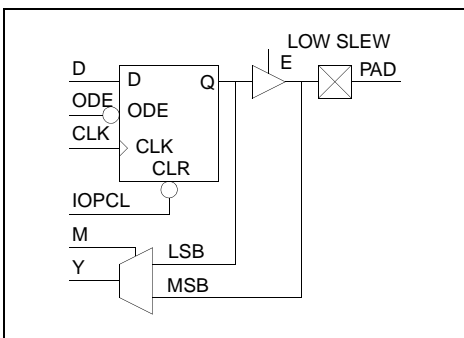 LOW SLEW
D
D
Q
E
PAD
ODE
ODE
CLK
CLK
CLR
IOPCL
M
LSB
Y
MSB